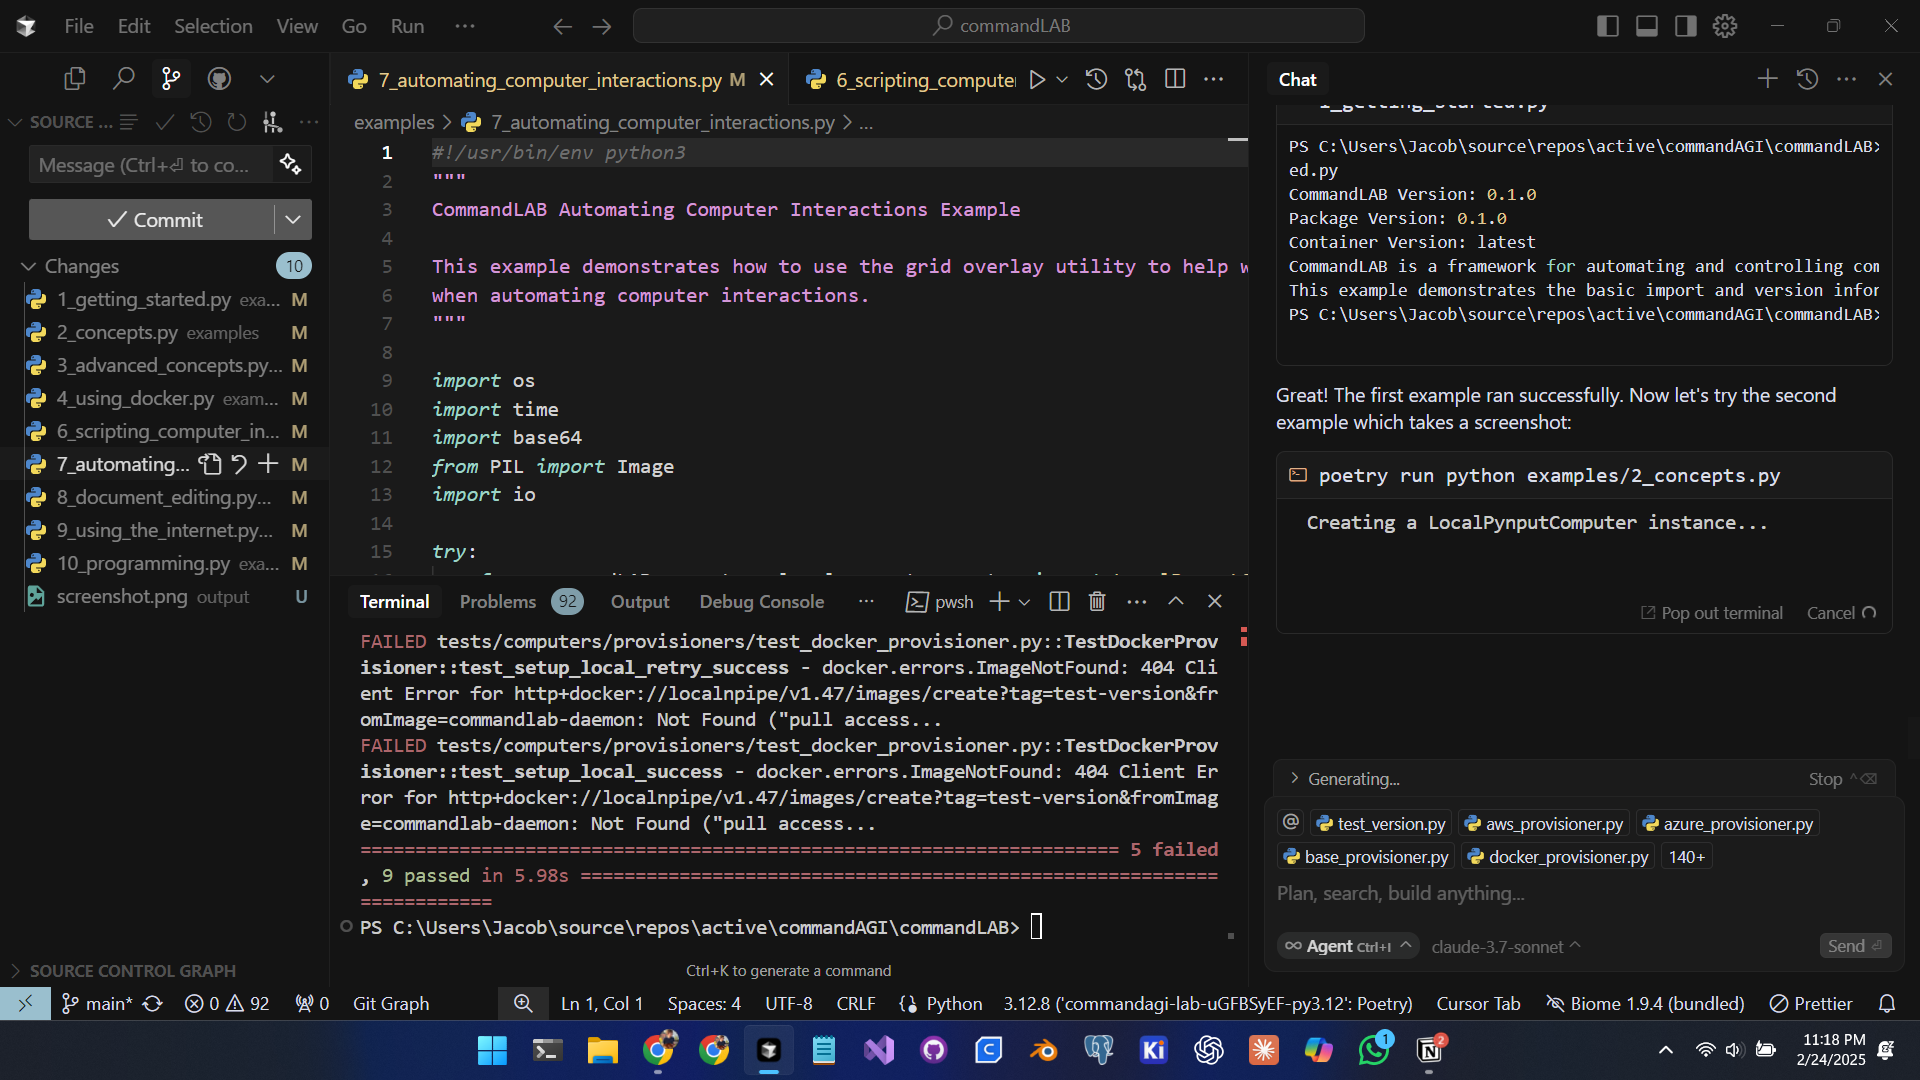 File Edit Selection View Go Run ··· commandLAB
SOURCE ...
Message (Ctrl+⏎ to co...
Commit
Changes 10
1_getting_started.py exa... M
2_concepts.py examples M
3_advanced_concepts.py... M
4_using_docker.py exam... M
6_scripting_computer_in... M
7_automating... M
8_document_editing.py... M
9_using_the_internet.py... M
10_programming.py exa... M
screenshot.png output U
SOURCE CONTROL GRAPH
7_automating_computer_interactions.py M 6_scripting_compute
examples > 7_automating_computer_interactions.py > ...
1 #!/usr/bin/env python3
2 """
3 CommandLAB Automating Computer Interactions Example
4
5 This example demonstrates how to use the grid overlay utility to help w
6 when automating computer interactions.
7 """
8
9 import os
10 import time
11 import base64
12 from PIL import Image
13 import io
14
15 try:
Terminal Problems 92 Output Debug Console ··· pwsh
FAILED tests/computers/provisioners/test_docker_provisioner.py::TestDockerProv
isioner::test_setup_local_retry_success - docker.errors.ImageNotFound: 404 Cli
ent Error for http+docker://localnpipe/v1.47/images/create?tag=test-version&fr
omImage=commandlab-daemon: Not Found ("pull access...
FAILED tests/computers/provisioners/test_docker_provisioner.py::TestDockerProv
isioner::test_setup_local_success - docker.errors.ImageNotFound: 404 Client Er
ror for http+docker://localnpipe/v1.47/images/create?tag=test-version&fromImag
e=commandlab-daemon: Not Found ("pull access...
===================================================================== 5 failed
, 9 passed in 5.98s ==========================================================
============
PS C:\Users\Jacob\source\repos\active\commandAGI\commandLAB>
Ctrl+K to generate a command
Chat
1_getting_started.py
PS C:\Users\Jacob\source\repos\active\commandAGI\commandLAB>
ed.py
CommandLAB Version: 0.1.0
Package Version: 0.1.0
Container Version: latest
CommandLAB is a framework for automating and controlling com
This example demonstrates the basic import and version infor
PS C:\Users\Jacob\source\repos\active\commandAGI\commandLAB>
Great! The first example ran successfully. Now let's try the second
example which takes a screenshot:
poetry run python examples/2_concepts.py
Creating a LocalPynputComputer instance...
Pop out terminal Cancel
Generating... Stop ^⌫
@ test_version.py aws_provisioner.py azure_provisioner.py
base_provisioner.py docker_provisioner.py 140+
Plan, search, build anything...
∞ Agent Ctrl+I ^ claude-3.7-sonnet ^ Send ⏎
main* 0 92 0 Git Graph Ln 1, Col 1 Spaces: 4 UTF-8 CRLF Python 3.12.8 ('commandagi-lab-uGFBSyEF-py3.12': Poetry) Cursor Tab Biome 1.9.4 (bundled) Prettier
Ki 1 2 11:18 PM
2/24/2025